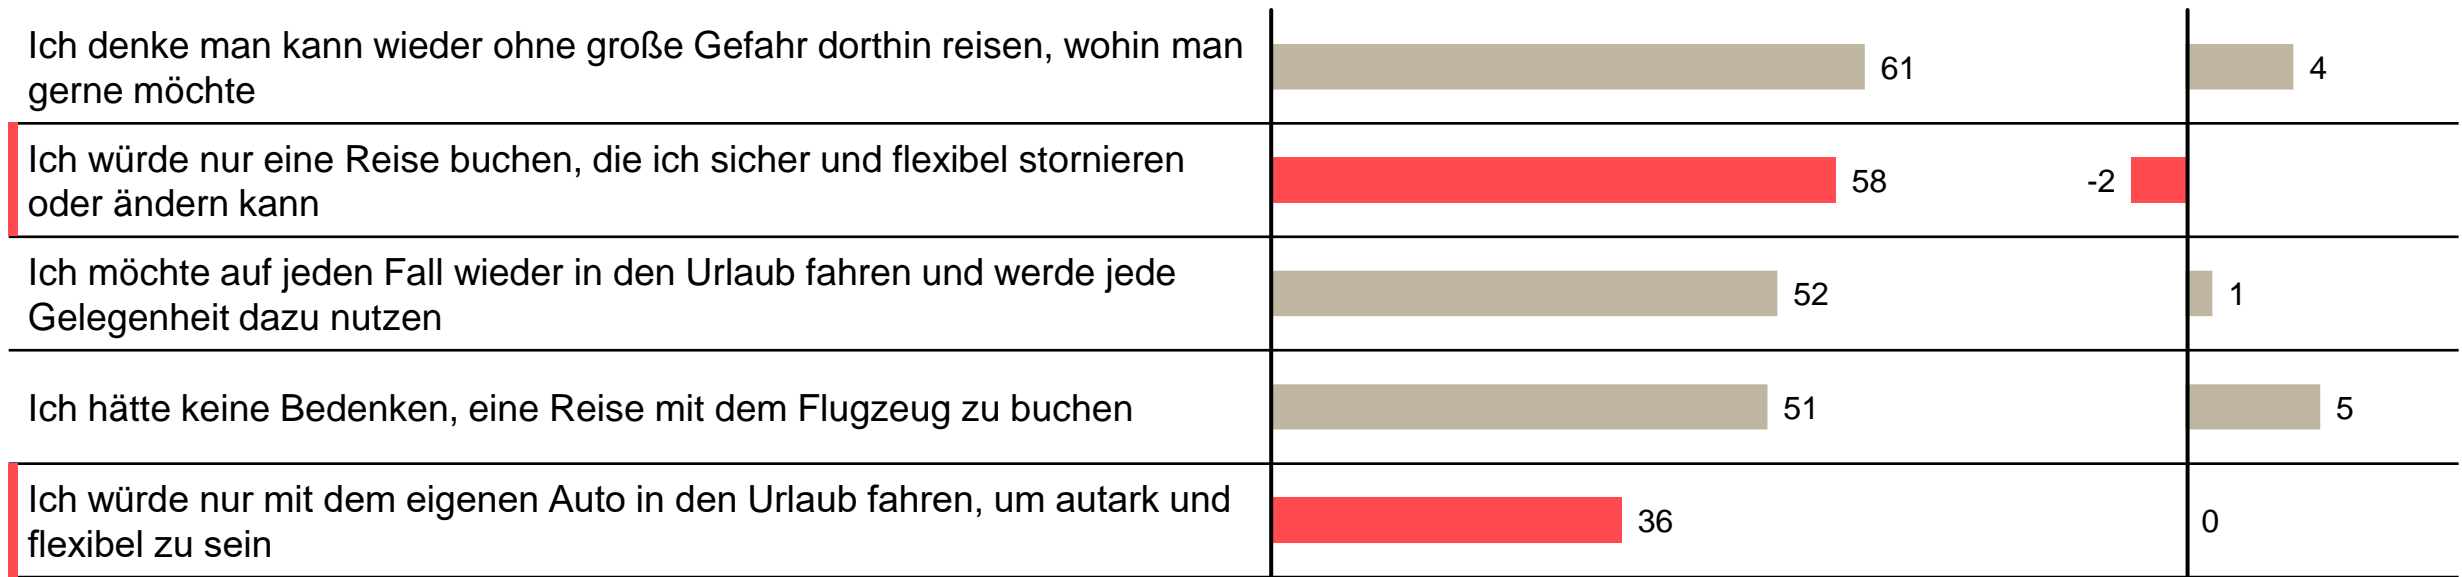 Ich denke man kann wieder ohne große Gefahr dorthin reisen, wohin man
gerne möchte
61
4
Ich würde nur eine Reise buchen, die ich sicher und flexibel stornieren
oder ändern kann
58
-2
Ich möchte auf jeden Fall wieder in den Urlaub fahren und werde jede
Gelegenheit dazu nutzen
52
1
Ich hätte keine Bedenken, eine Reise mit dem Flugzeug zu buchen
51
5
Ich würde nur mit dem eigenen Auto in den Urlaub fahren, um autark und
flexibel zu sein
36
0